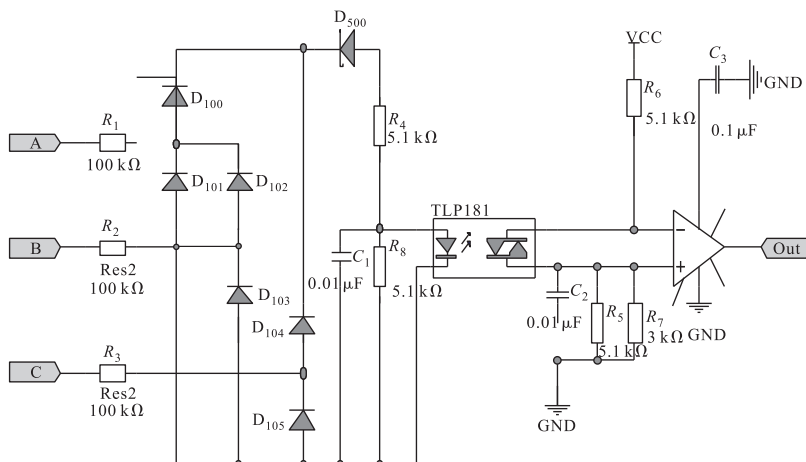 D500
VCC
C3
GND
0.1 μF
R6
5.1 kΩ
D100
R4
5.1 kΩ
A
R1
100 kΩ
D101
D102
TLP181
B
R2
Res2
100 kΩ
C1
0.01 μF
R8
5.1 kΩ
−
+
Out
D103
C2
0.01 μF
R5
5.1 kΩ
R7
3 kΩ
GND
D104
C
R3
Res2
100 kΩ
D105
GND